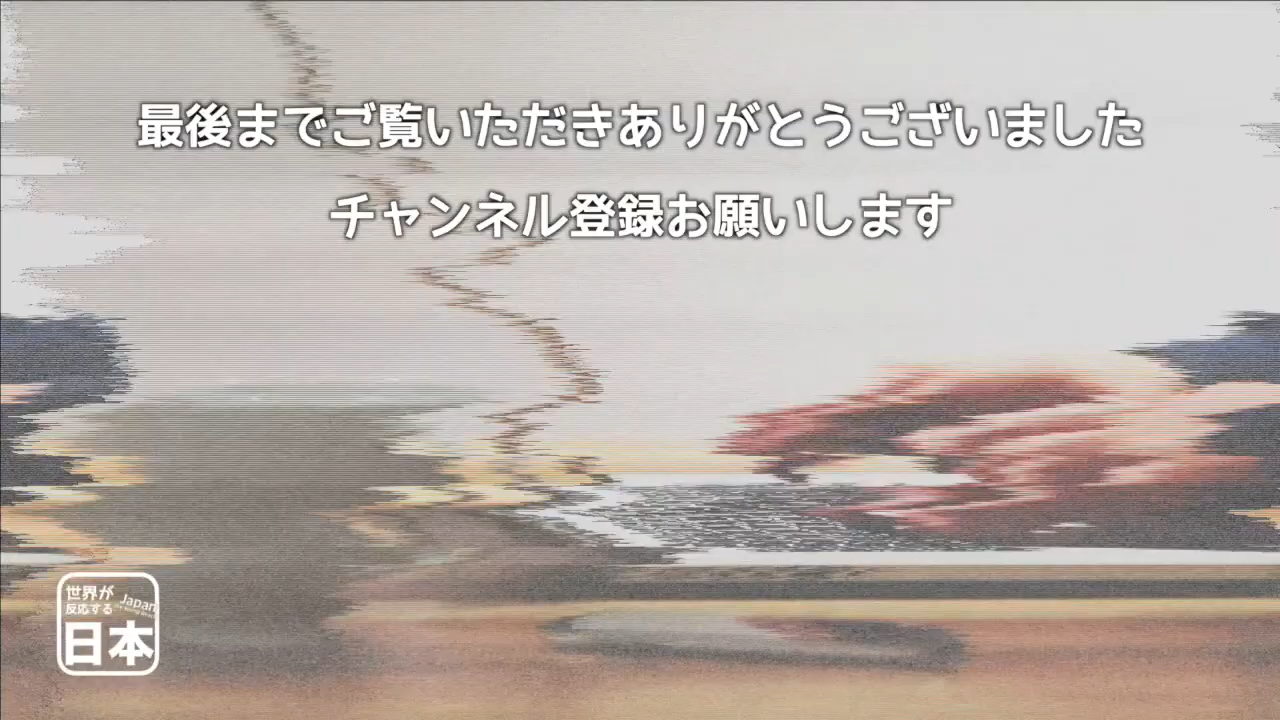 最後までご覧いただきありがとうございました
チャンネル登録お願いします
世界が
反応する
Japan
日本